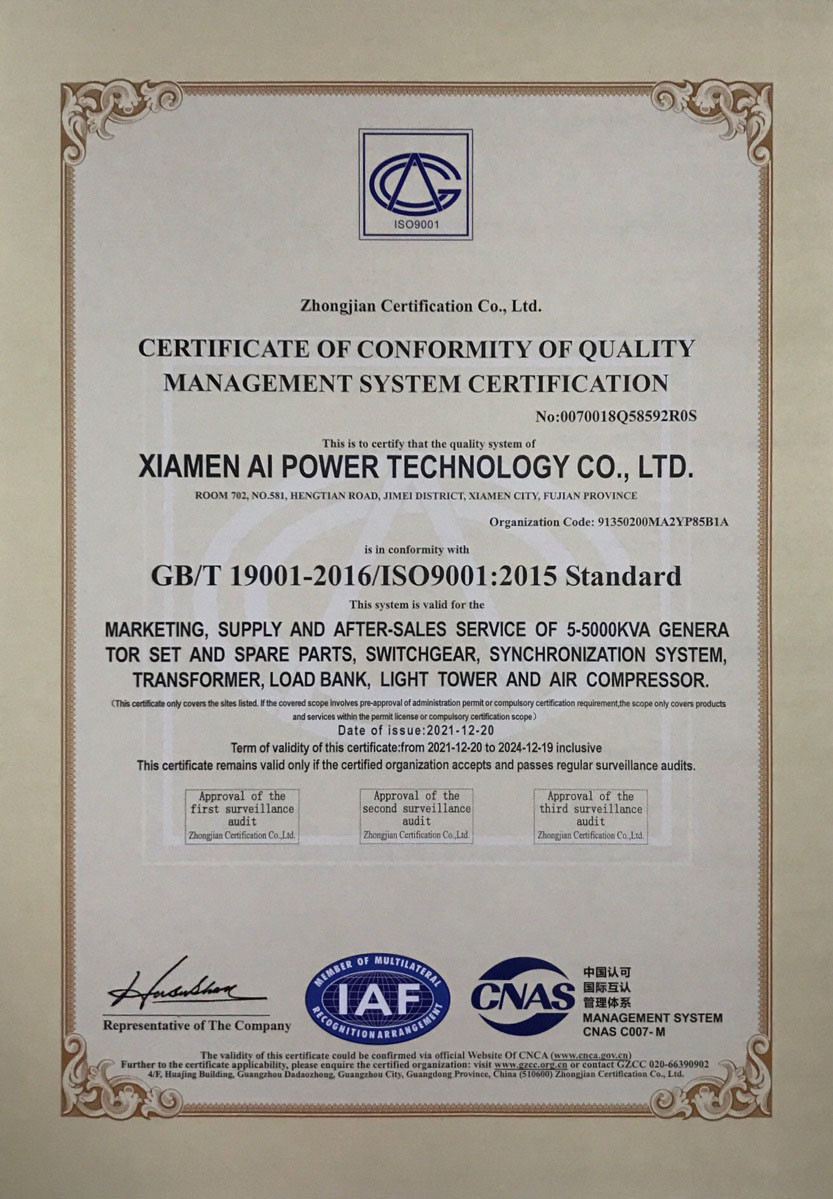 ISO9001
Zhongjian Certification Co., Ltd.
CERTIFICATE OF CONFORMITY OF QUALITY
MANAGEMENT SYSTEM CERTIFICATION
No:0070018Q58592R0S
This is to certify that the quality system of
XIAMEN AI POWER TECHNOLOGY CO., LTD.
ROOM 702, NO.581, HENGTIAN ROAD, JIMEI DISTRICT, XIAMEN CITY, FUJIAN PROVINCE
Organization Code: 91350200MA2YP85B1A
is in conformity with
GB/T 19001-2016/ISO9001:2015 Standard
This system is valid for the
MARKETING, SUPPLY AND AFTER-SALES SERVICE OF 5-5000KVA GENERA
TOR SET AND SPARE PARTS, SWITCHGEAR, SYNCHRONIZATION SYSTEM,
TRANSFORMER, LOAD BANK, LIGHT TOWER AND AIR COMPRESSOR.
(This certificate only covers the sites listed. If the covered scope involves pre-approval of administration permit or compulsory certification requirement,the scope only covers products
and services within the permit license or compulsory certification scope)
Date of issue:2021-12-20
Term of validity of this certificate:from 2021-12-20 to 2024-12-19 inclusive
This certificate remains valid only if the certified organization accepts and passes regular surveillance audits.
Approval of the
first surveillance
audit
Zhongjian Certification Co.,Ltd.
Approval of the
second surveillance
audit
Zhongjian Certification Co.,Ltd.
Approval of the
third surveillance
audit
Zhongjian Certification Co.,Ltd.
Representative of The Company
MEMBER OF MULTILATERAL
IAF
RECOGNITION ARRANGEMENT
CNAS
中国认可
国际互认
管理体系
MANAGEMENT SYSTEM
CNAS C007-M
The validity of this certificate could be confirmed via official Website Of CNCA (www.cnca.gov.cn)
Further to the certificate applicability, please enquire the certified organization: visit www.gzcc.org.cn or contact GZCC 020-66390902
4/F, Huajing Building, Guangzhou Dadaozhong, Guangzhou City, Guangdong Province, China (510600) Zhongjian Certification Co., Ltd.